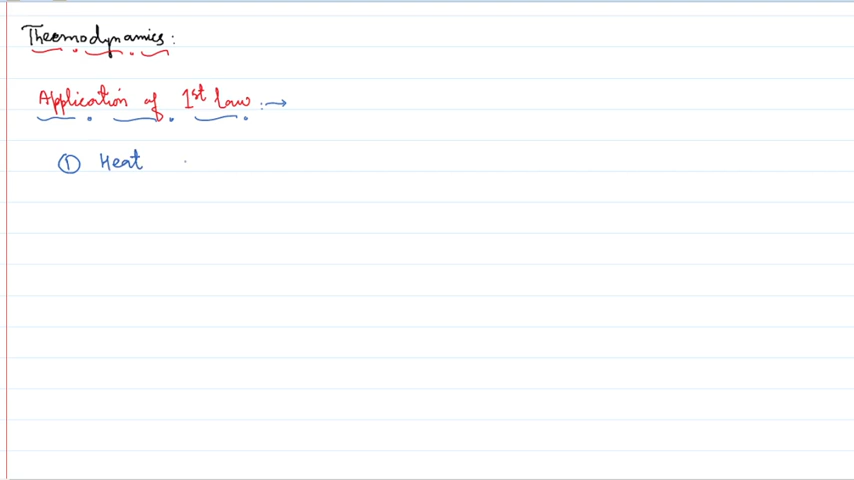 Thermodynamics:
Application of 1st law :→
① Heat